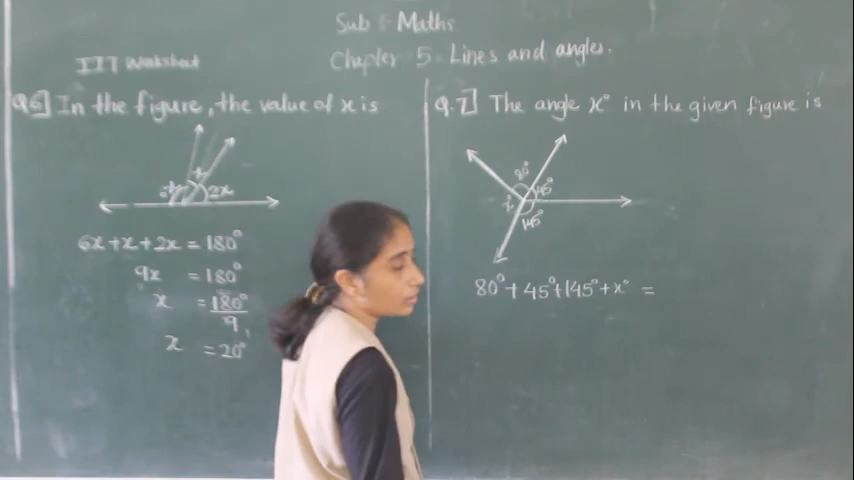 Sub : Maths
Chapter 5. Lines and angles.
IIT Worksheet
Q.6] In the figure, the value of x is
6x x 2x
6x+x+2x = 180°
9x = 180°
x = 180°/9
x = 20°
Q.7] The angle x° in the given figure is
80° 45°
x° 145°
80°+45°+145°+x° =